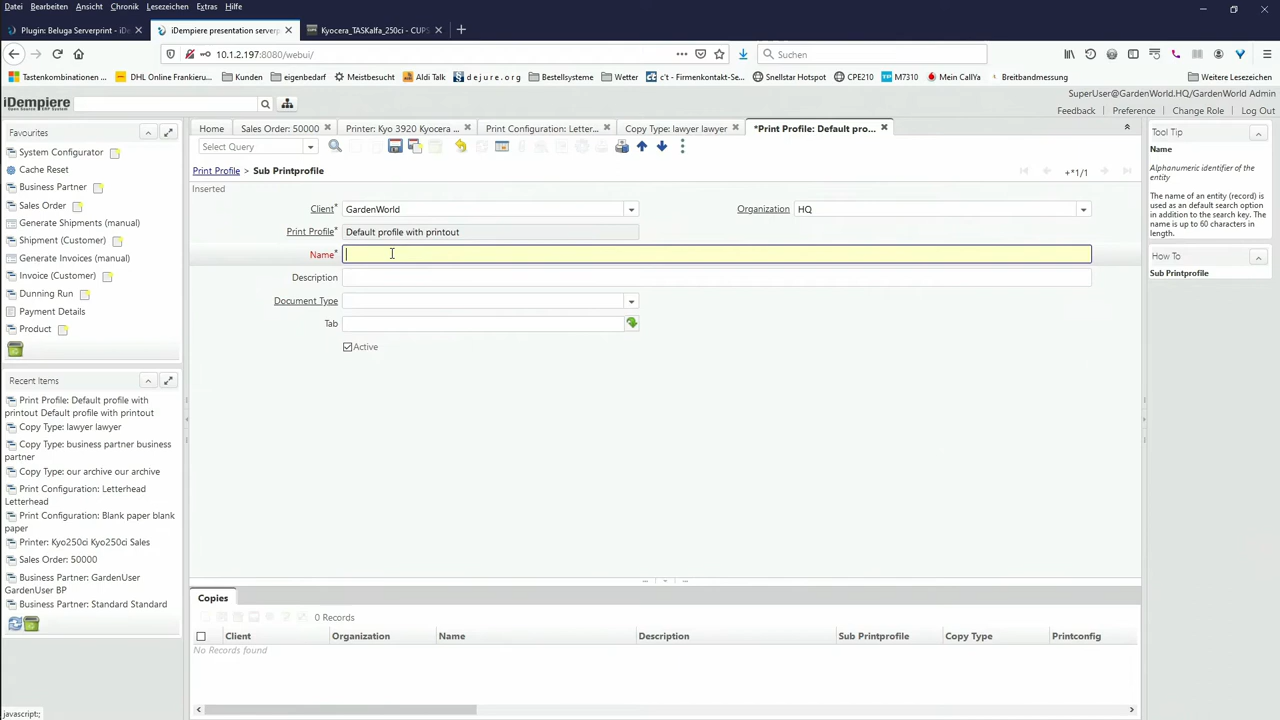 Datei Bearbeiten Ansicht Chronik Lesezeichen Extras Hilfe
Plugin: Beluga Serverprint - iDe
iDempiere presentation serverp
Kyocera_TASKalfa_250ci - CUPS
10.1.2.197:8080/webui/
Suchen
Tastenkombinationen ...
DHL Online Frankieru...
Kunden
eigenbedarf
Meistbesucht
Aldi Talk
dejure.org
Bestellsysteme
Wetter
c't - Firmenkontakt-Se...
Snellstar Hotspot
CPE210
M7310
Mein CallYa
Breitbandmessung
Weitere Lesezeichen
iDempiere
SuperUser@GardenWorld.HQ/GardenWorld Admin
Feedback Preference Change Role Log Out
Favourites
System Configurator
Cache Reset
Business Partner
Sales Order
Generate Shipments (manual)
Shipment (Customer)
Generate Invoices (manual)
Invoice (Customer)
Dunning Run
Payment Details
Product
Recent Items
Print Profile: Default profile with
printout Default profile with printout
Copy Type: lawyer lawyer
Copy Type: business partner business
partner
Copy Type: our archive our archive
Print Configuration: Letterhead
Letterhead
Print Configuration: Blank paper blank
paper
Printer: Kyo250ci Kyo250ci Sales
Sales Order: 50000
Business Partner: GardenUser
GardenUser BP
Business Partner: Standard Standard
javascript:;
Home
Sales Order: 50000
Printer: Kyo 3920 Kyocera ...
Print Configuration: Letter...
Copy Type: lawyer lawyer
*Print Profile: Default pro...
Select Query
Print Profile > Sub Printprofile
+*1/1
Inserted
Client* GardenWorld
Organization* HQ
Print Profile* Default profile with printout
Name*
Description
Document Type
Tab
Active
Copies
0 Records
Client Organization Name Description Sub Printprofile Copy Type Printconfig
No Records found
Tool Tip
Name
Alphanumeric identifier of the
entity
The name of an entity (record) is
used as an default search option
in addition to the search key. The
name is up to 60 characters in
length.
How To
Sub Printprofile